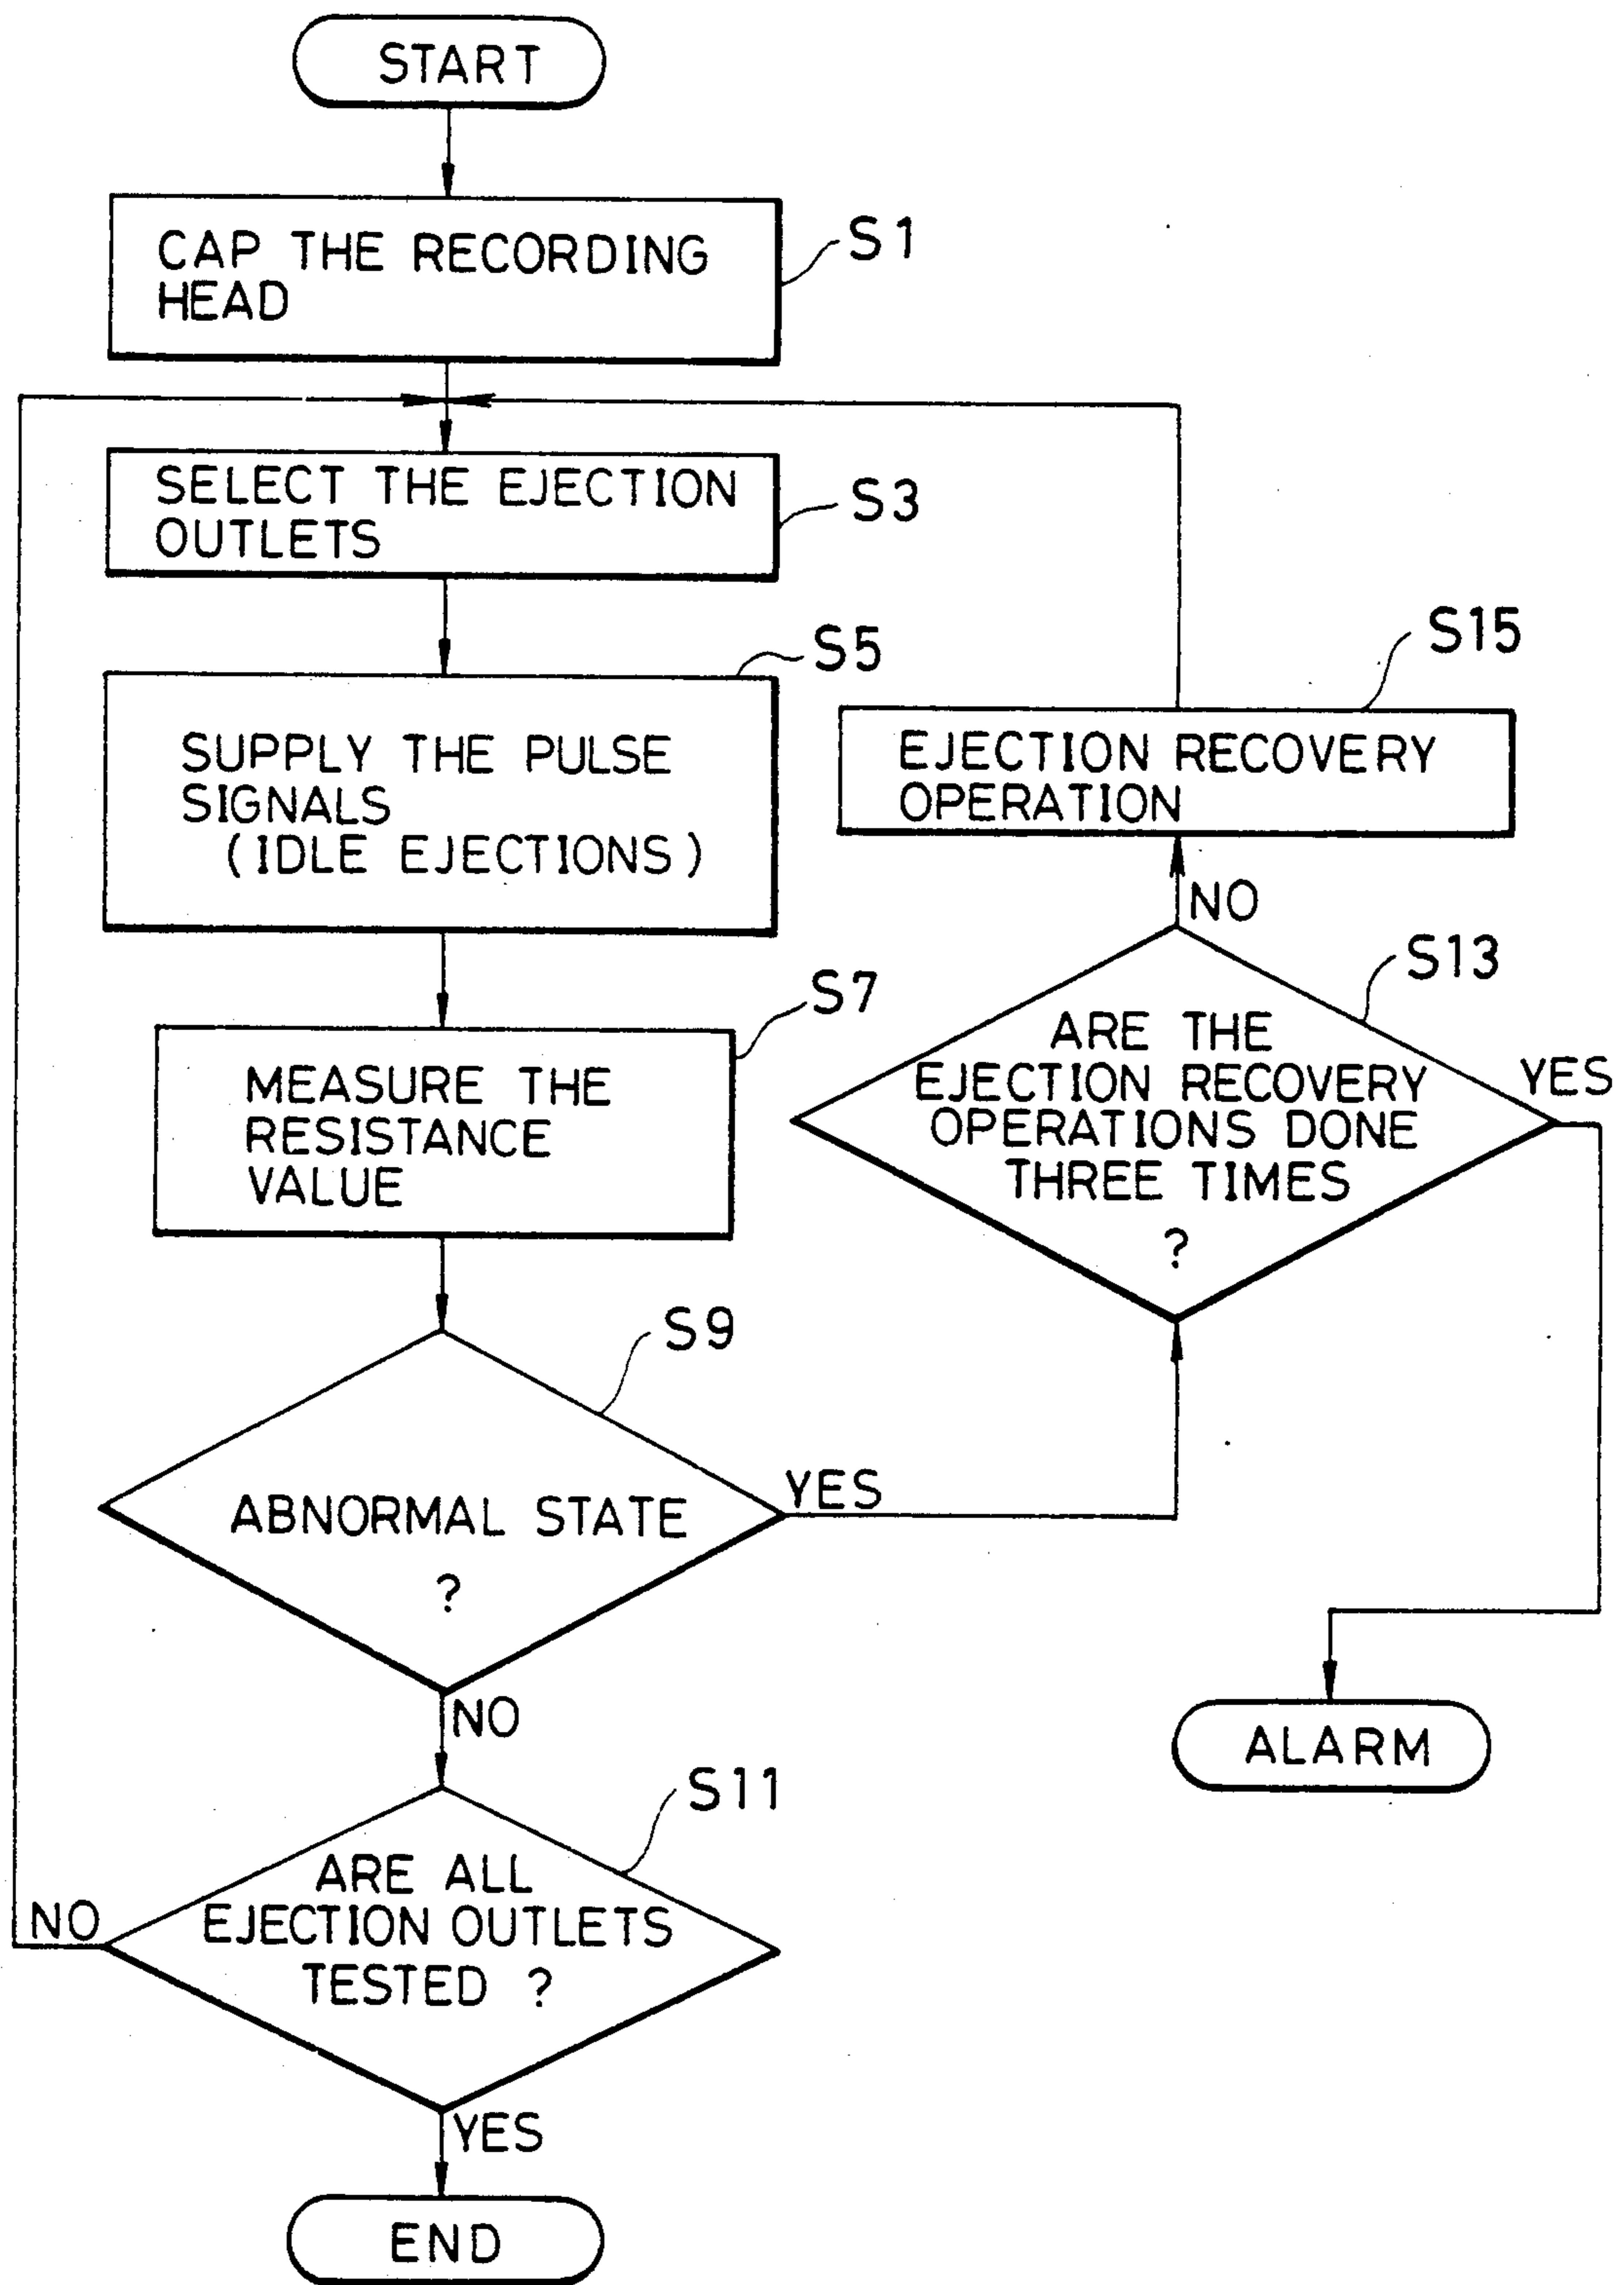 START
CAP THE RECORDING
HEAD
S1
SELECT THE EJECTION
OUTLETS
S3
SUPPLY THE PULSE
SIGNALS
(IDLE EJECTIONS)
S5
MEASURE THE
RESISTANCE
VALUE
S7
ABNORMAL STATE
?
S9
YES
NO
ARE ALL
EJECTION OUTLETS
TESTED ?
S11
NO
YES
END
EJECTION RECOVERY
OPERATION
S15
NO
ARE THE
EJECTION RECOVERY
OPERATIONS DONE
THREE TIMES
?
S13
YES
ALARM